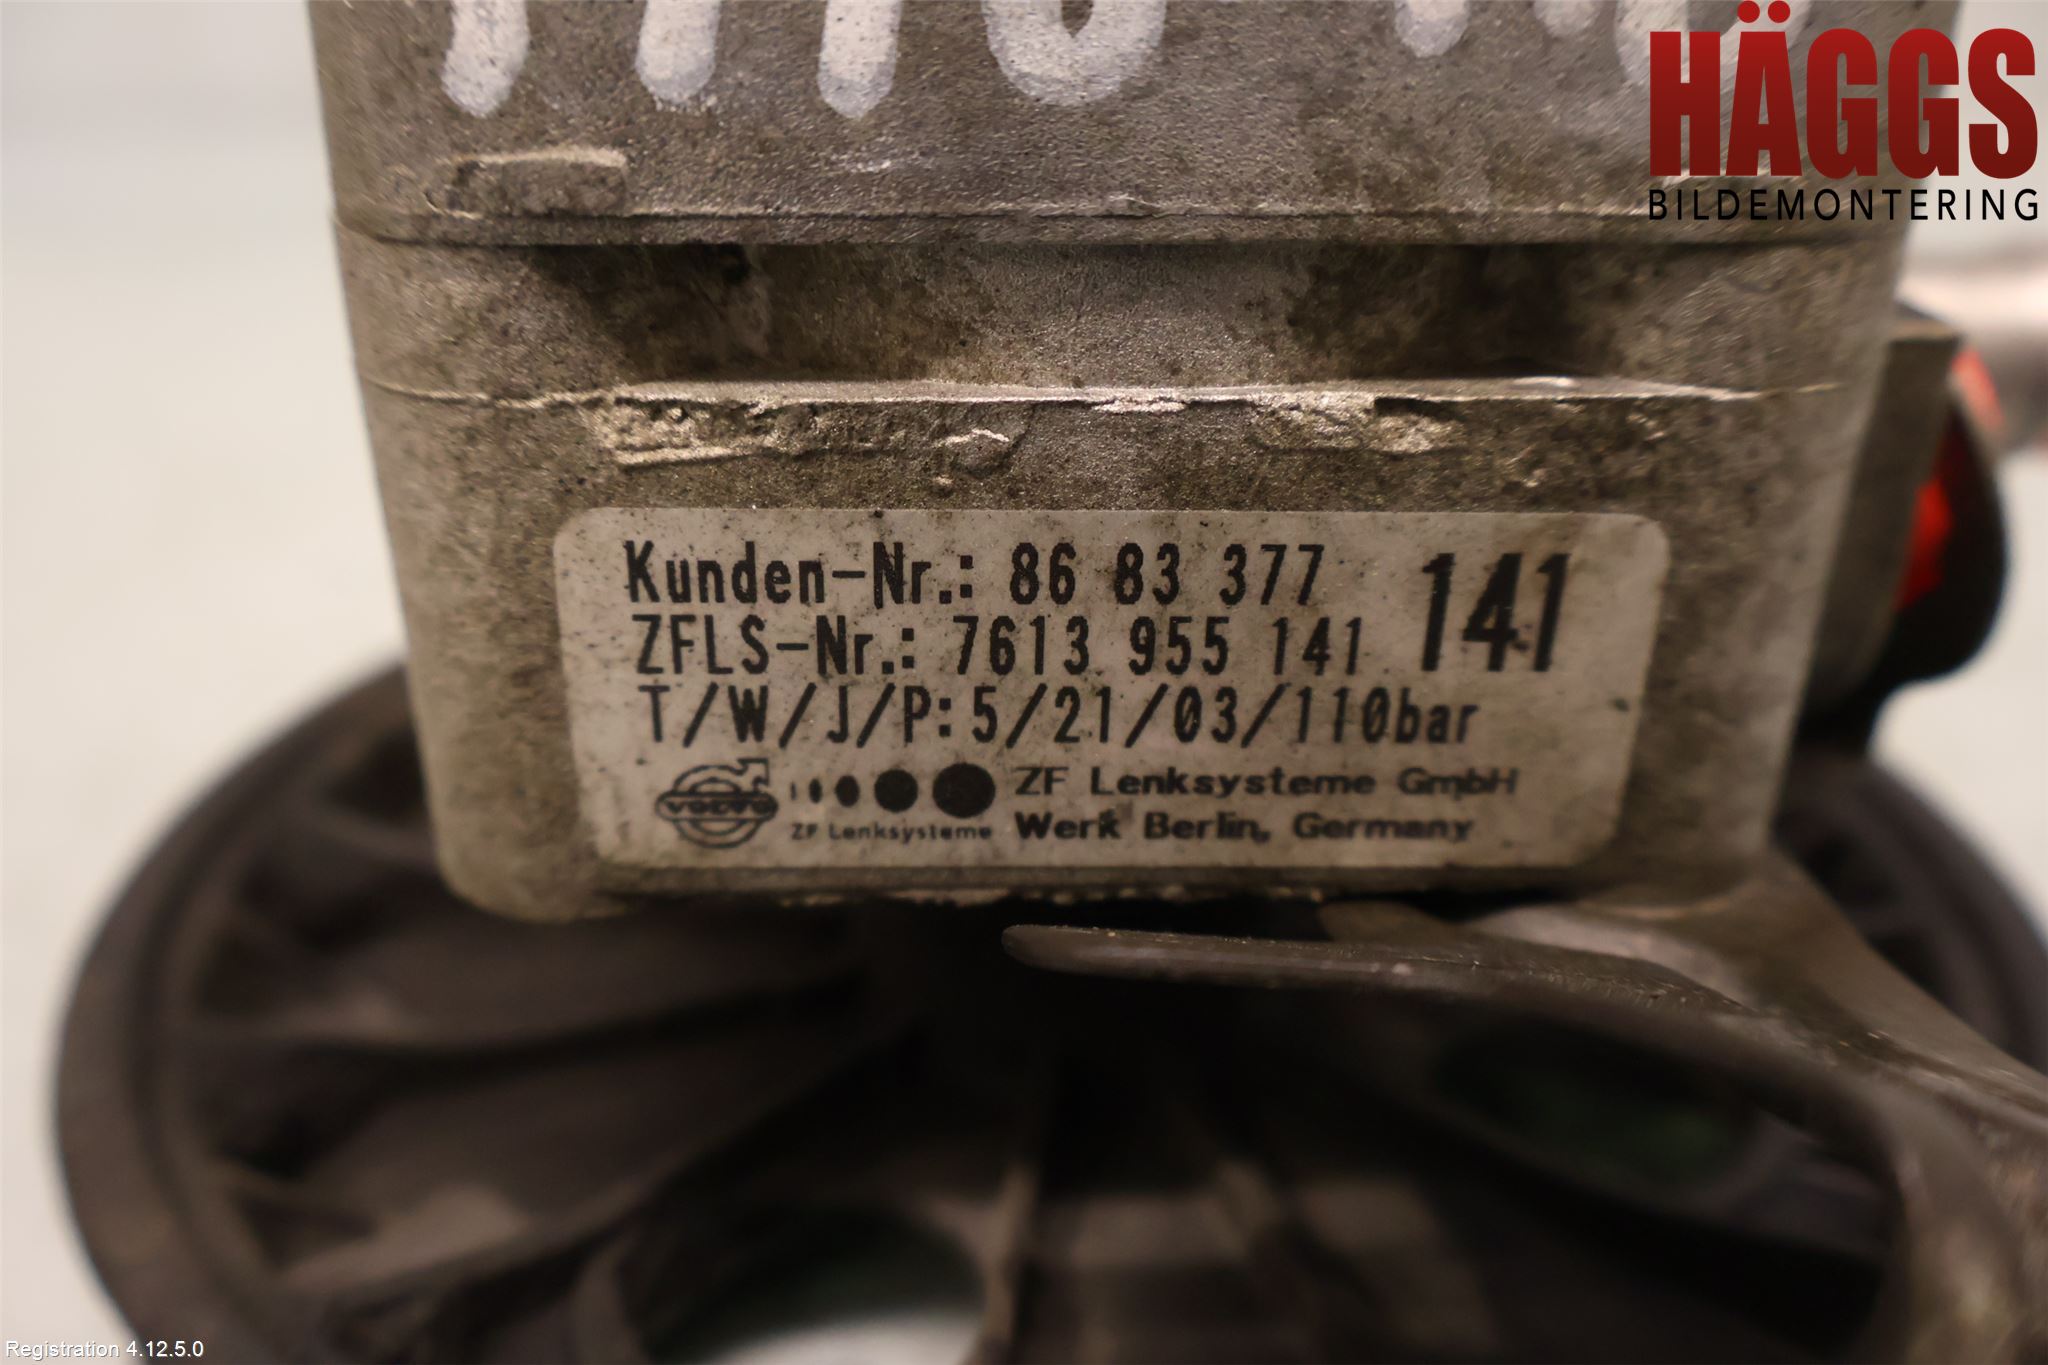 HÄGGS
BILDEMONTERING
Kunden-Nr.: 86 83 377 141
ZFLS-Nr.: 7613 955 141
T/W/J/P:5/21/03/110bar
VOLVO ZF Lenksysteme ZF Lenksysteme GmbH
Werk Berlin, Germany
Registration 4.12.5.0